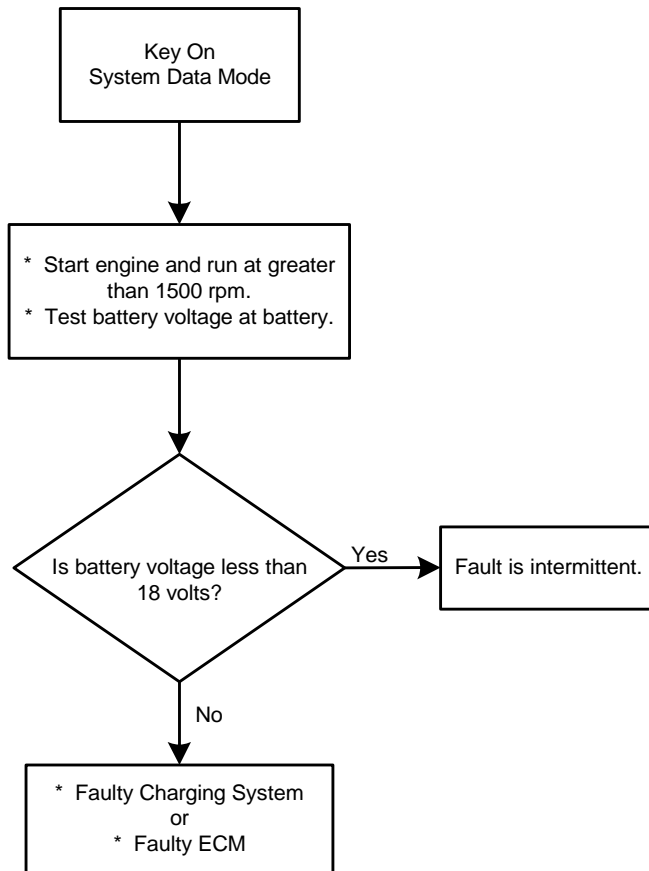 Key On
System Data Mode
* Start engine and run at greater
than 1500 rpm.
* Test battery voltage at battery.
Is battery voltage less than
18 volts?
Yes
Fault is intermittent.
No
* Faulty Charging System
or
* Faulty ECM